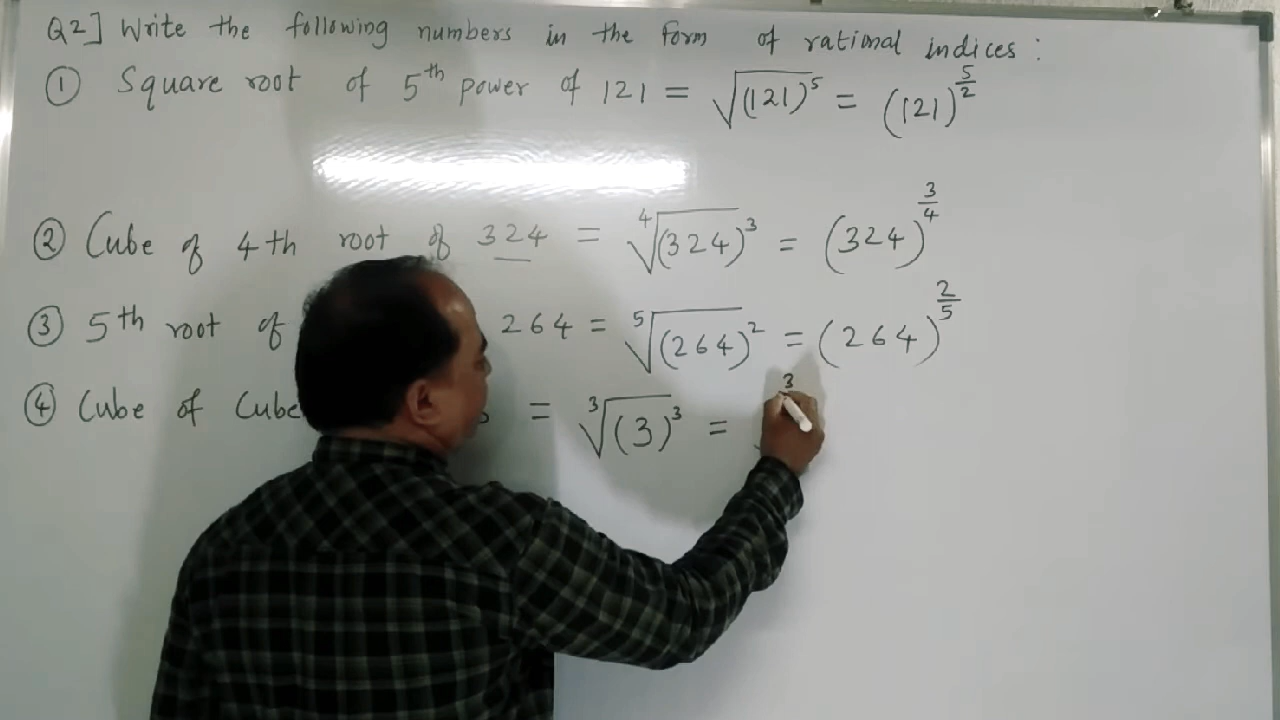 Q2] Write the following numbers in the form of rational indices :
① Square root of 5th power of 121 = √(121)⁵ = (121)^(5/2)
② Cube of 4th root of 324 = ⁴√(324)³ = (324)^(3/4)
③ 5th root of 264 = ⁵√(264)² = (264)^(2/5)
④ Cube of Cube = ³√(3)³ = 3